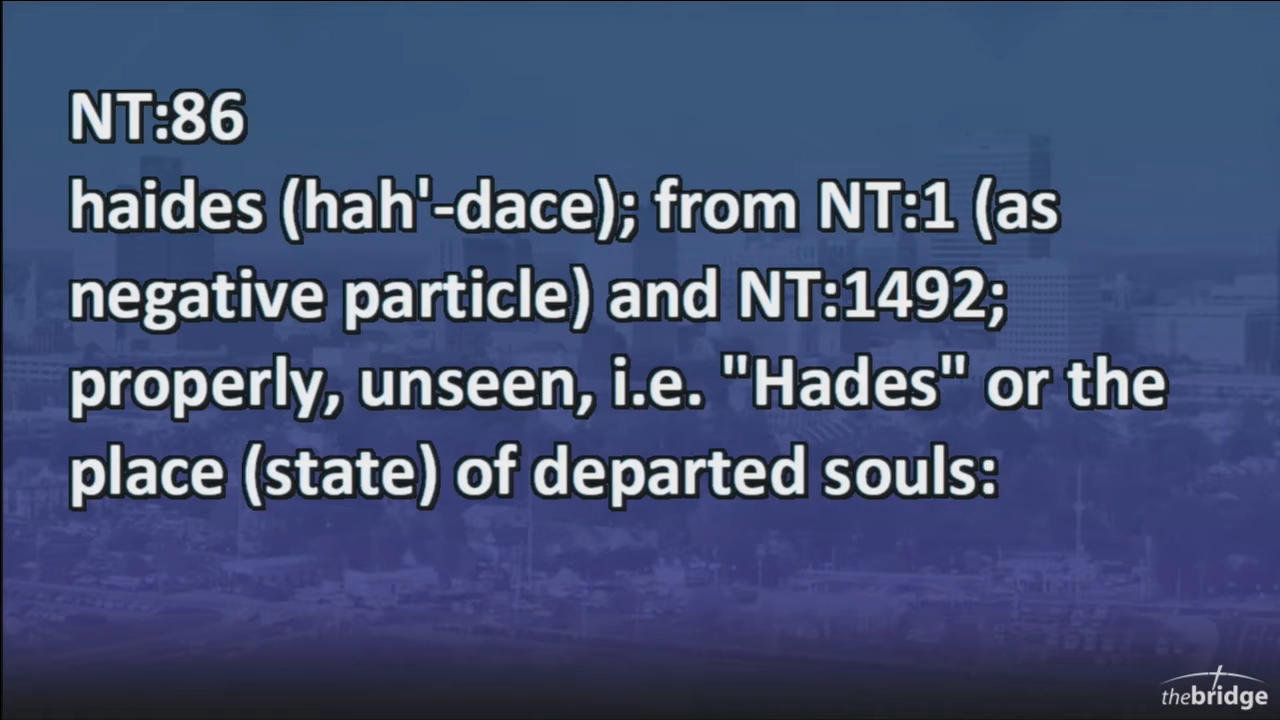 NT:86
haides (hah'-dace); from NT:1 (as
negative particle) and NT:1492;
properly, unseen, i.e. "Hades" or the
place (state) of departed souls:
thebridge